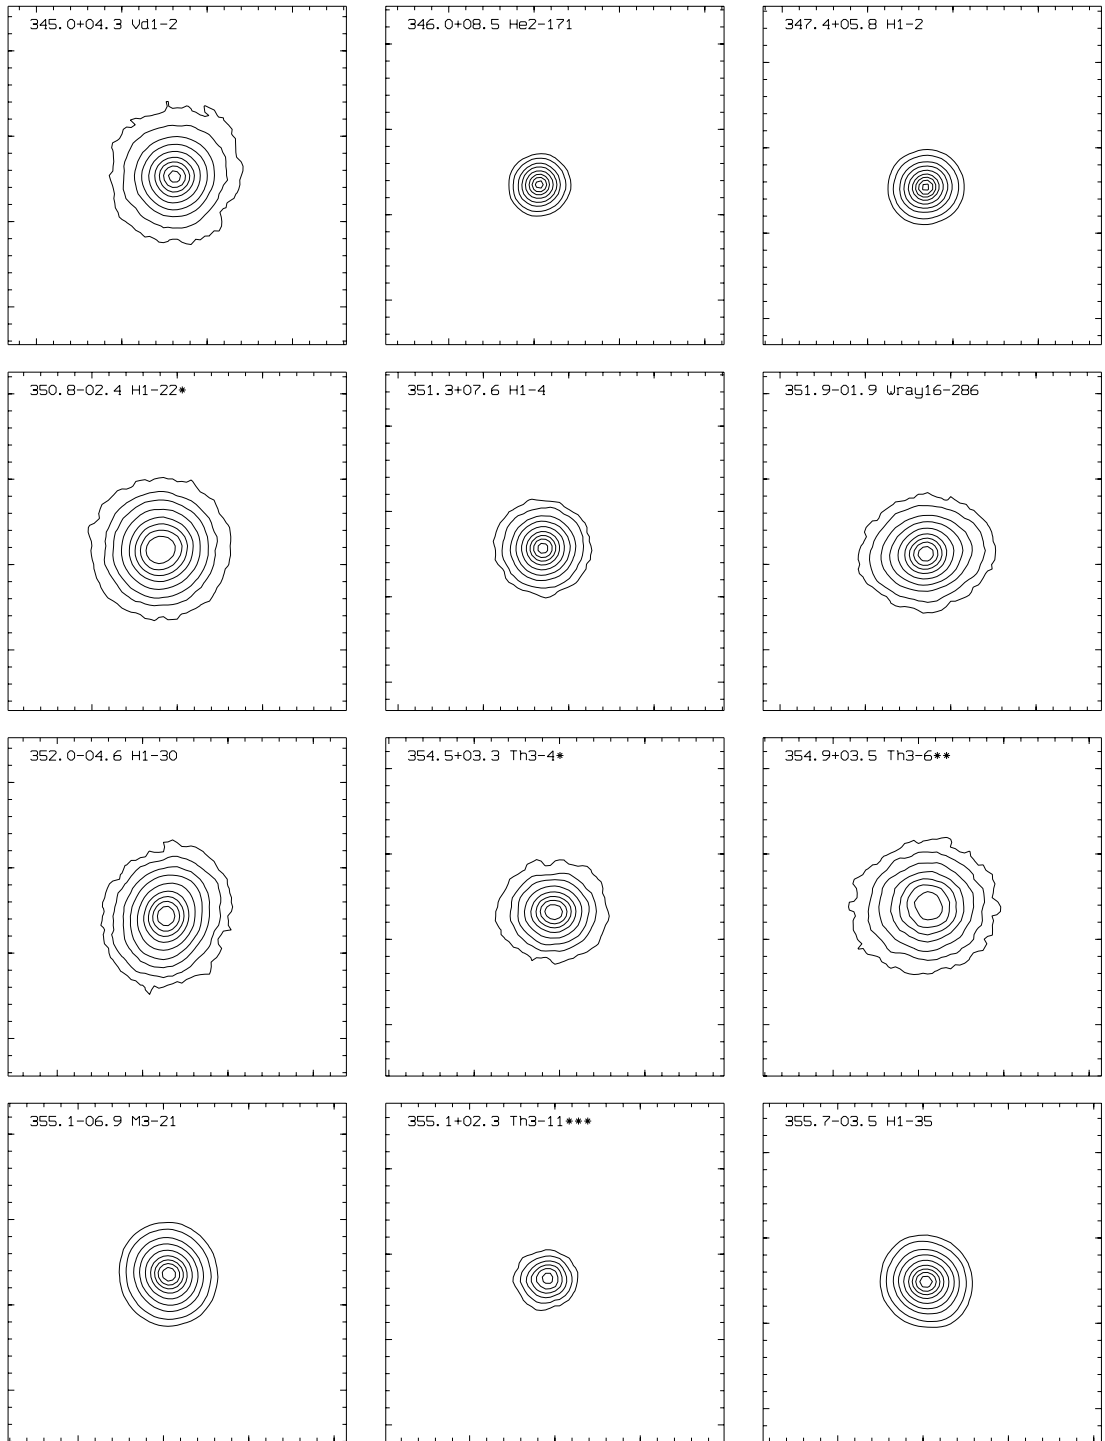 345.0+04.3 Vd1-2
346.0+08.5 He2-171
347.4+05.8 H1-2
350.8-02.4 H1-22*
351.3+07.6 H1-4
351.9-01.9 Wray16-286
352.0-04.6 H1-30
354.5+03.3 Th3-4*
354.9+03.5 Th3-6**
355.1-06.9 M3-21
355.1+02.3 Th3-11***
355.7-03.5 H1-35